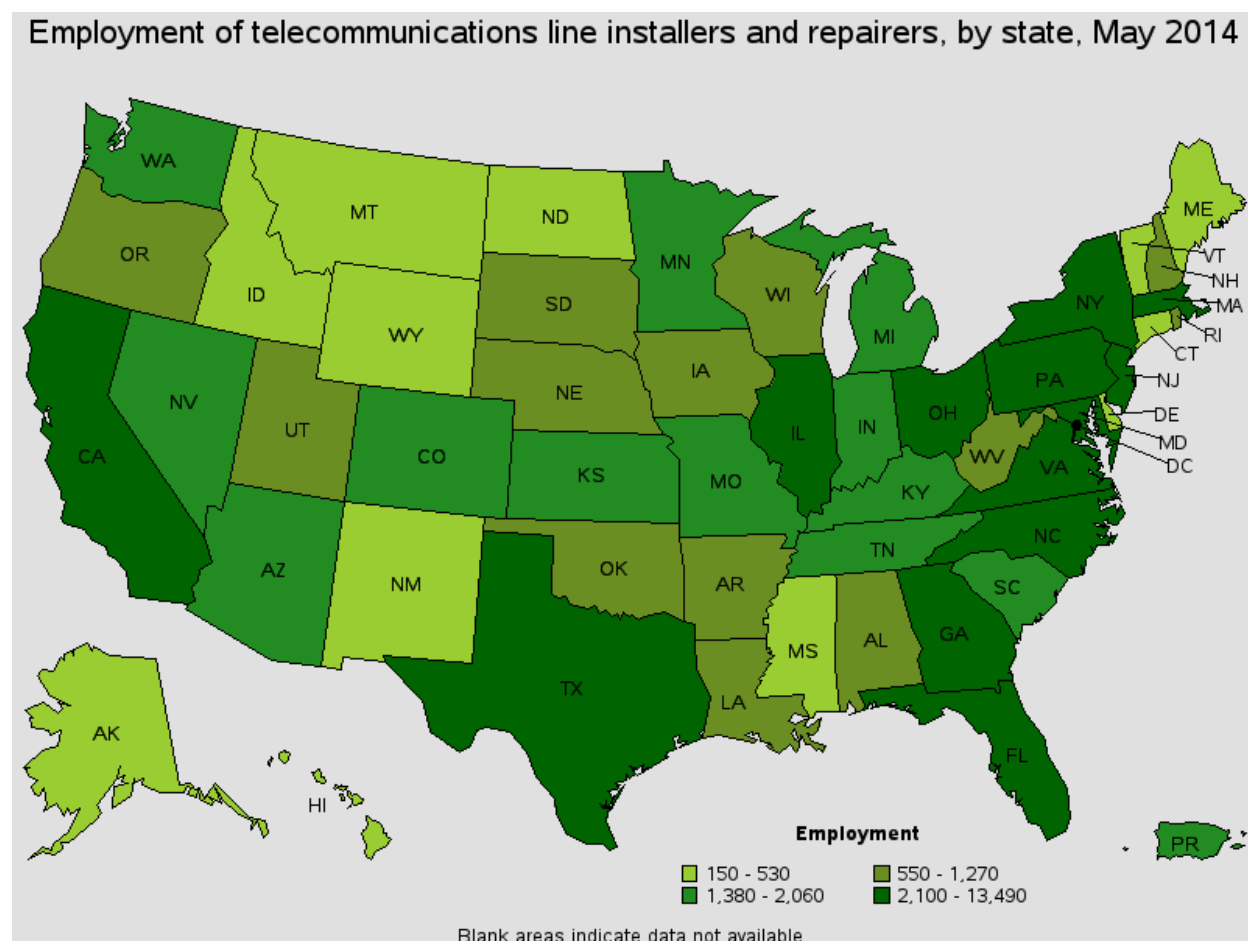 Employment of telecommunications line installers and repairers, by state, May 2014
WA
MT
ND
MN
ME
VT
NH
MA
RI
CT
OR
ID
WY
SD
WI
MI
NY
NV
UT
CO
NE
IA
IL
IN
OH
PA
NJ
DE
MD
DC
CA
KS
MO
KY
WV
VA
AZ
NM
OK
AR
TN
NC
SC
MS
AL
GA
TX
LA
FL
AK
HI
PR
Employment
150 - 530 550 - 1,270
1,380 - 2,060 2,100 - 13,490
Blank areas indicate data not available